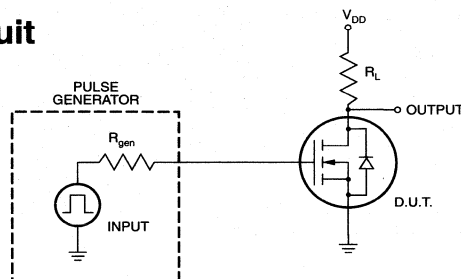 uit
V_DD
R_L
PULSE
GENERATOR
OUTPUT
R_gen
D.U.T.
INPUT